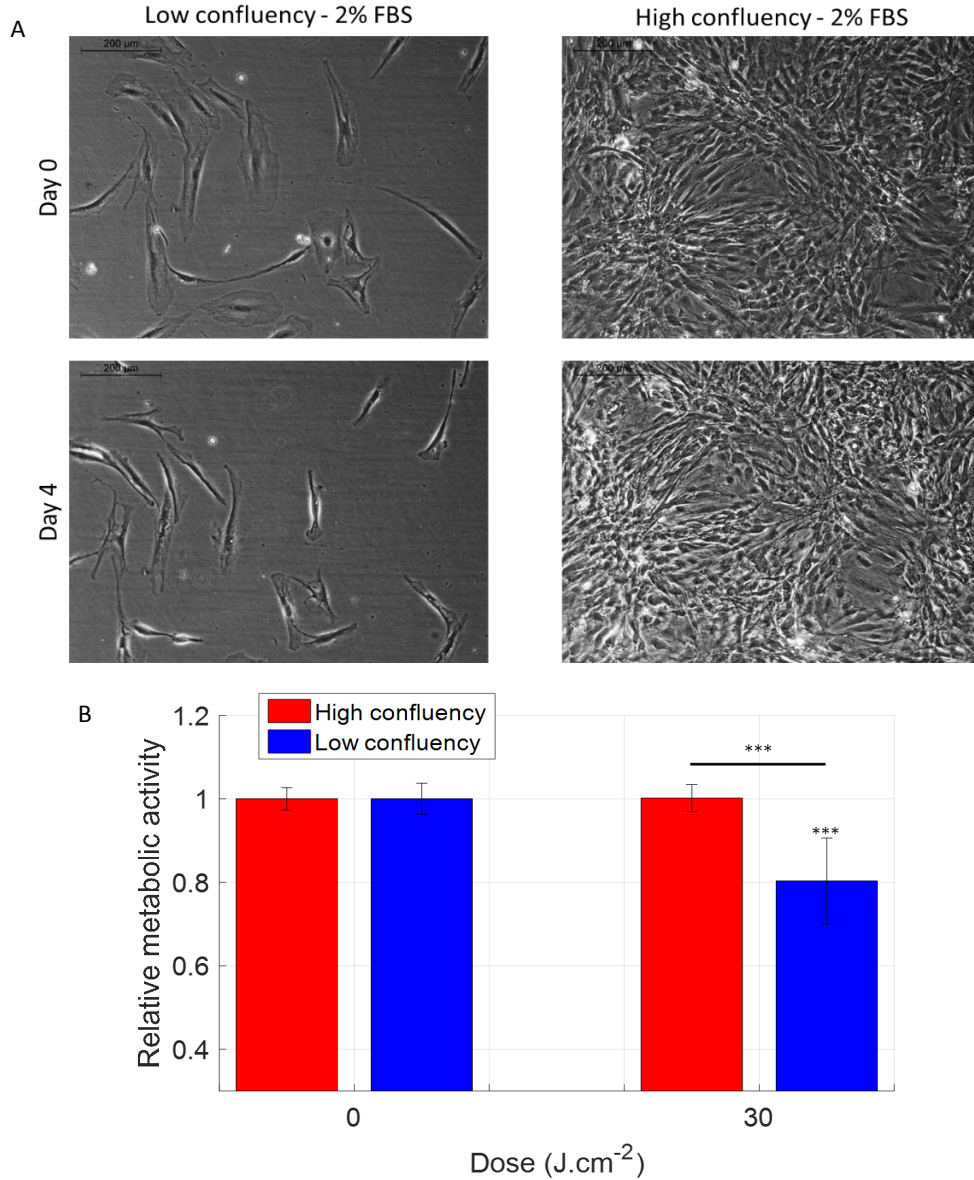 A
Low confluency - 2% FBS
High confluency - 2% FBS
Day 0
200 µm
200 µm
Day 4
200 µm
200 µm
B
High confluency
Low confluency
Relative metabolic activity
1.2
1
0.8
0.6
0.4
***
***
0
30
Dose (J.cm-2)